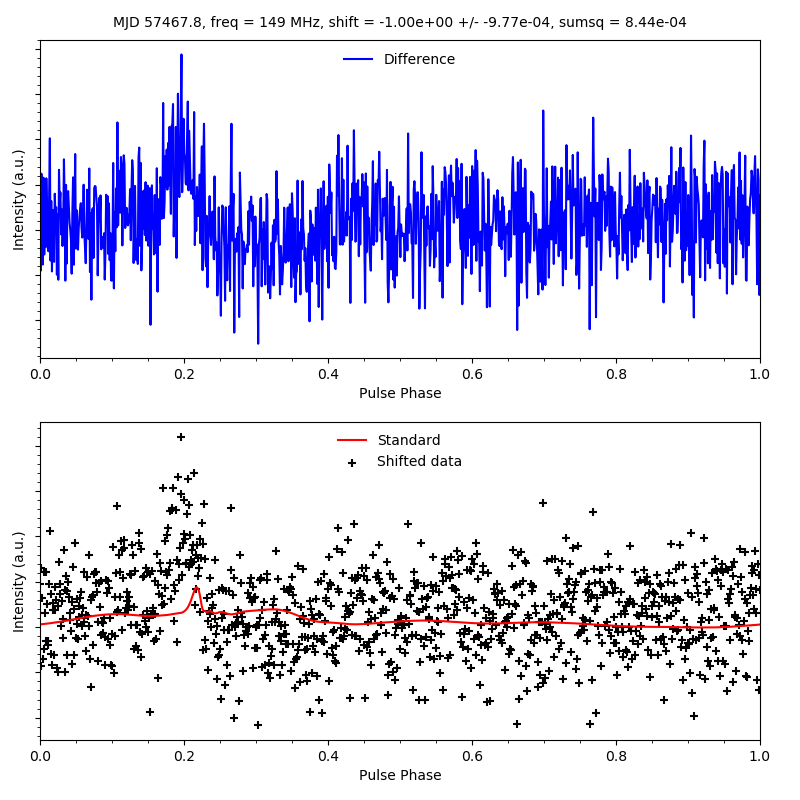 MJD 57467.8, freq = 149 MHz, shift = -1.00e+00 +/- -9.77e-04, sumsq = 8.44e-04
Difference
Intensity (a.u.)
0.0 0.2 0.4 0.6 0.8 1.0
Pulse Phase
Standard
Shifted data
Intensity (a.u.)
0.0 0.2 0.4 0.6 0.8 1.0
Pulse Phase